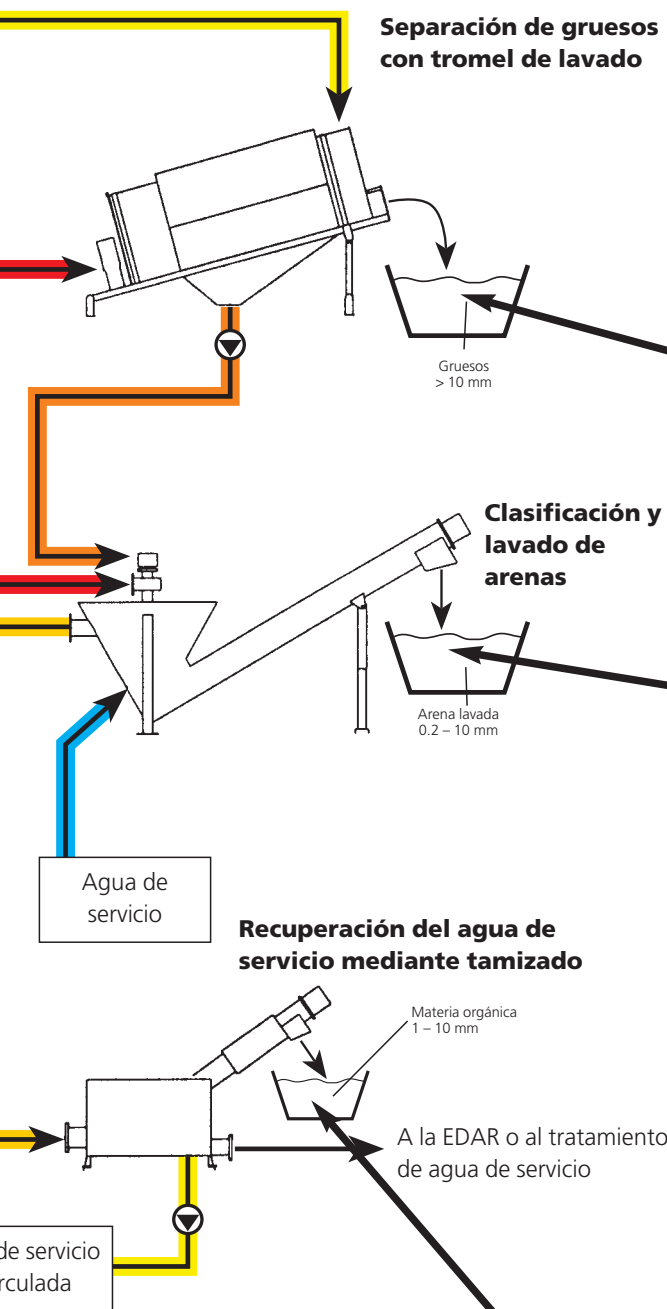 Separación de gruesos
con tromel de lavado
Gruesos
> 10 mm
Clasificación y
lavado de
arenas
Arena lavada
0.2 – 10 mm
Agua de
servicio
Recuperación del agua de
servicio mediante tamizado
Materia orgánica
1 – 10 mm
A la EDAR o al tratamiento
de agua de servicio
de servicio
rculada